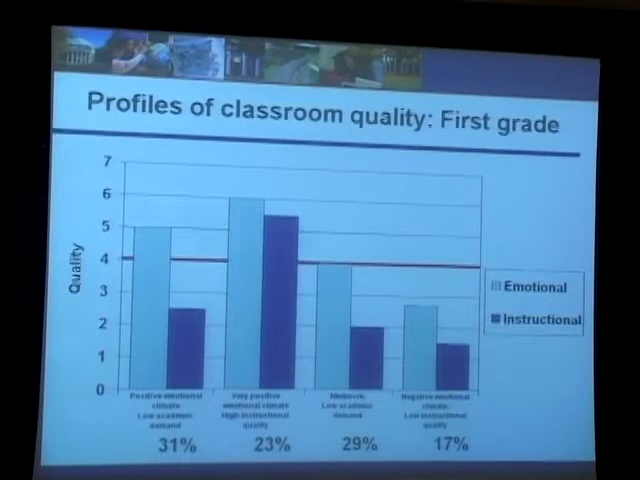 Profiles of classroom quality: First grade
7
6
5
4
3
2
1
0
Quality
Emotional
Instructional
Positive emotional
climate,
Low academic
demand
Very positive
emotional climate
High instructional
quality
Mediocre,
Low academic
demand
Negative emotional
climate,
Low instructional
quality
31% 23% 29% 17%